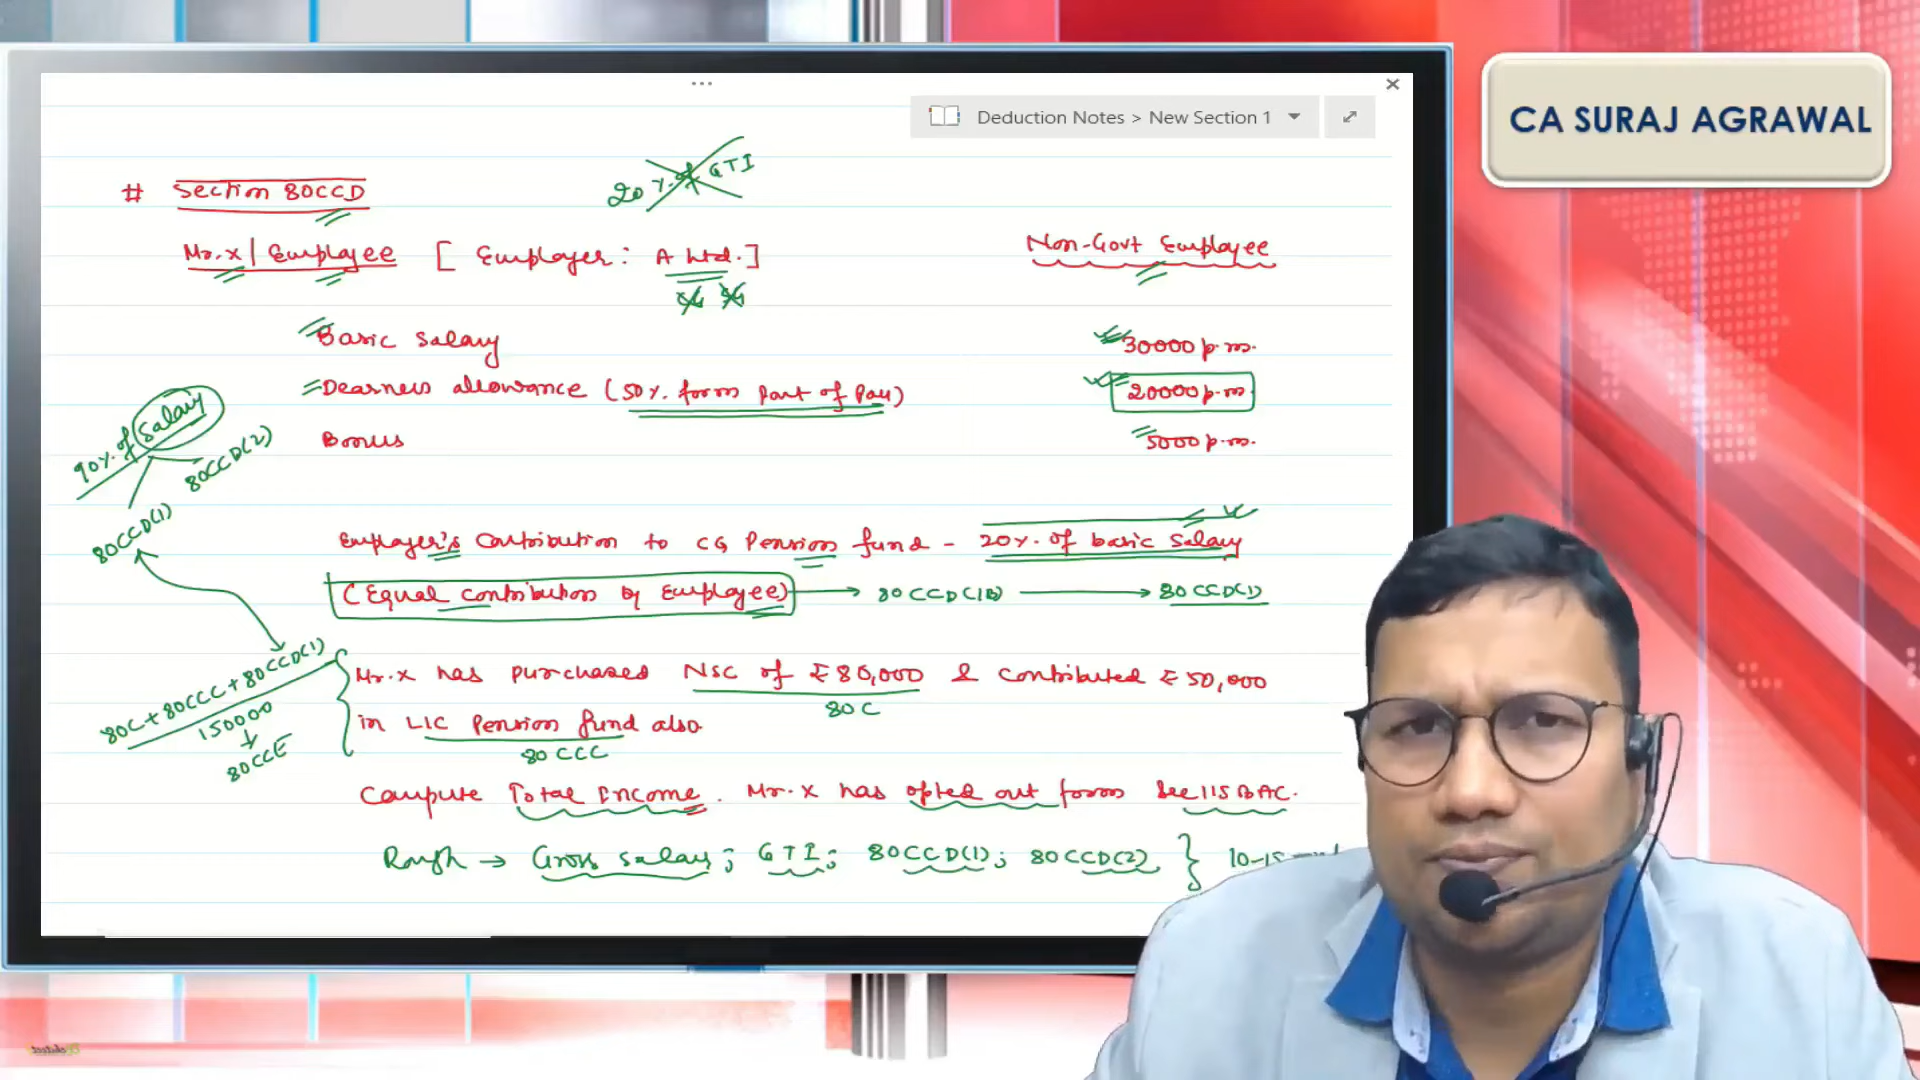 CA SURAJ AGRAWAL
Deduction Notes > New Section 1
20 %. of GTI
# Section 80CCD
Mr.X | Employee [ Employer: A Ltd. ] Non-Govt Employee
Basic Salary 30000 p.m.
Dearness allowance (50%. form part of Pay) 20000 p.m.
Bonus 5000 p.m.
10%. of Salary
80CCD(2)
80CCD(1)
Employer's Contribution to CG Pension fund - 20%. of basic Salary
(Equal contribution by Employee) → 80CCD(1B) → 80CCD(1)
80C + 80CCC + 80CCD(1)
150000
↓
80CCE
Mr.X has purchased NSC of ₹ 80,000 & contributed ₹ 50,000
80C
in LIC Pension fund also
80CCC
Compute Total Income. Mr.X has opted out form Sec 115BAC.
Rough → Gross salary; GTI; 80CCD(1); 80CCD(2) } 10-15